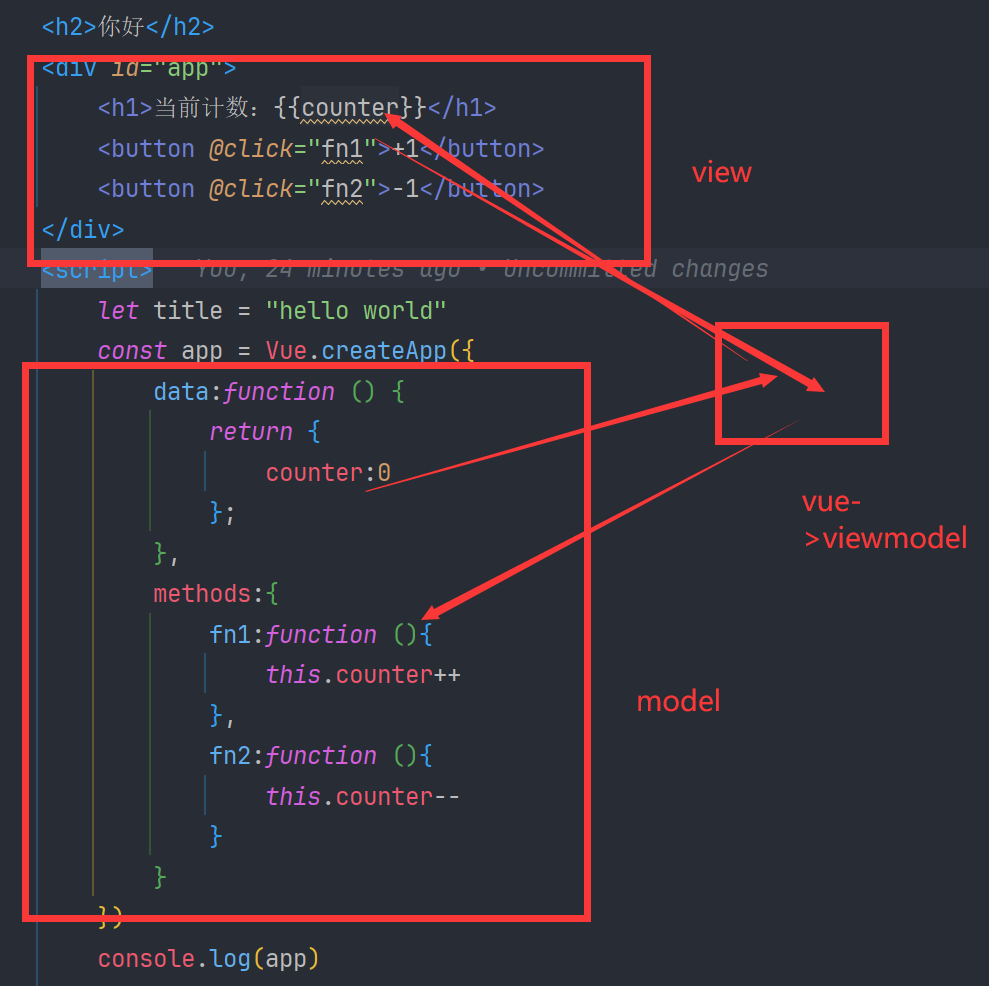 <h2>你好</h2>
<div id="app">
<h1>当前计数：{{counter}}</h1>
<button @click="fn1">+1</button>
view
<button @click="fn2">-1</button>
</div>
<script> You, 24 minutes ago • Uncommitted changes
let title = "hello world"
const app = Vue.createApp({
data:function () {
return {
counter:0
};
vue-
>viewmodel
},
methods:{
fn1:function (){
this.counter++
model
},
fn2:function (){
this.counter--
}
}
})
console.log(app)